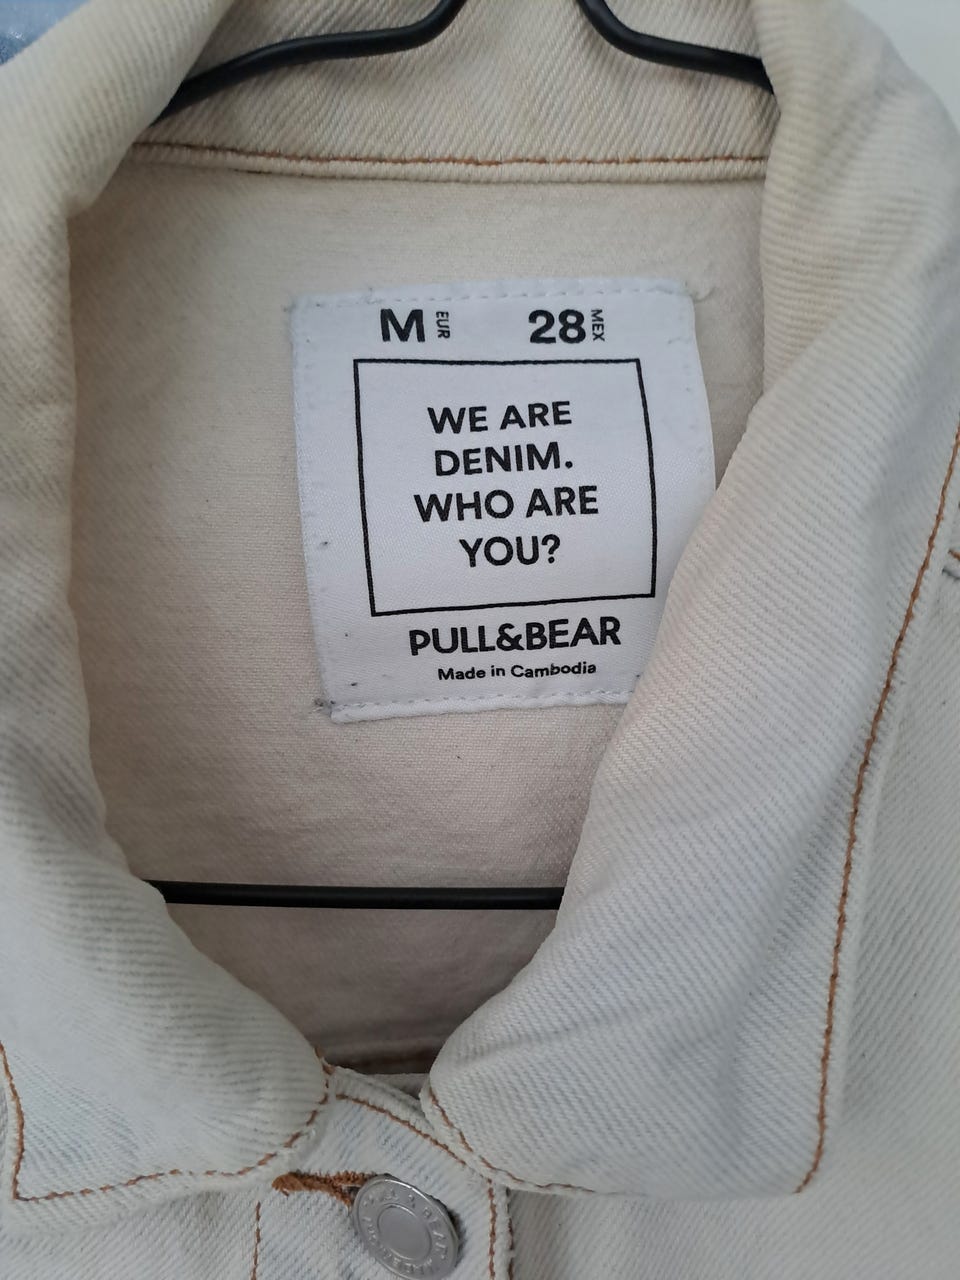 M EUR 28 MEX
WE ARE
DENIM.
WHO ARE
YOU?
PULL&BEAR
Made in Cambodia